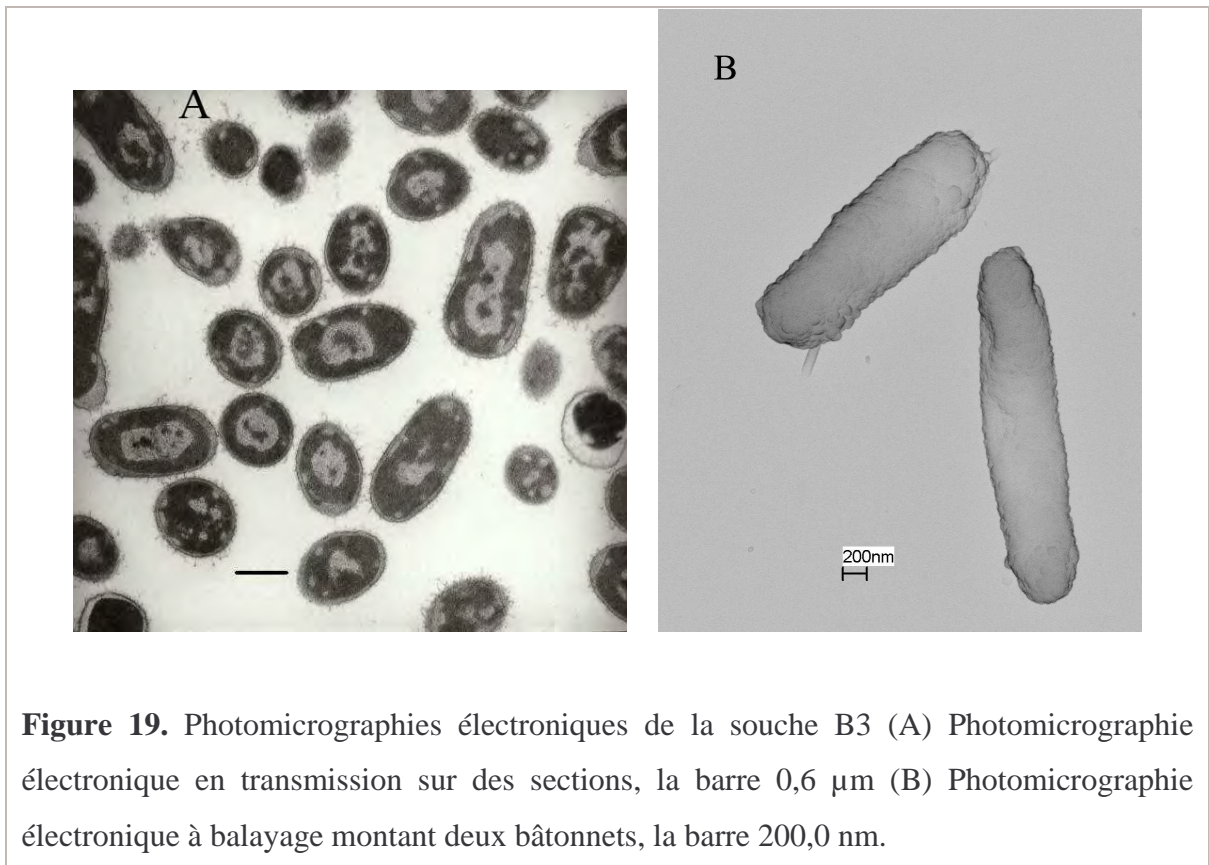 A
B
200nm
Figure 19. Photomicrographies électroniques de la souche B3 (A) Photomicrographie
électronique en transmission sur des sections, la barre 0,6 µm (B) Photomicrographie
électronique à balayage montant deux bâtonnets, la barre 200,0 nm.